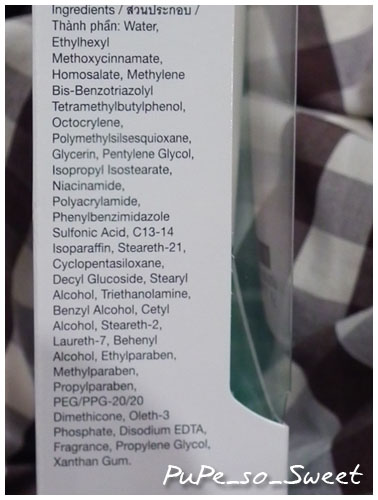 Ingredients / ส่วนประกอบ /
Thành phần: Water,
Ethylhexyl
Methoxycinnamate,
Homosalate, Methylene
Bis-Benzotriazolyl
Tetramethylbutylphenol,
Octocrylene,
Polymethylsilsesquioxane,
Glycerin, Pentylene Glycol,
Isopropyl Isostearate,
Niacinamide,
Polyacrylamide,
Phenylbenzimidazole
Sulfonic Acid, C13-14
Isoparaffin, Steareth-21,
Cyclopentasiloxane,
Decyl Glucoside, Stearyl
Alcohol, Triethanolamine,
Benzyl Alcohol, Cetyl
Alcohol, Steareth-2,
Laureth-7, Behenyl
Alcohol, Ethylparaben,
Methylparaben,
Propylparaben,
PEG/PPG-20/20
Dimethicone, Oleth-3
Phosphate, Disodium EDTA,
Fragrance, Propylene Glycol,
Xanthan Gum.
PuPe_so_Sweet